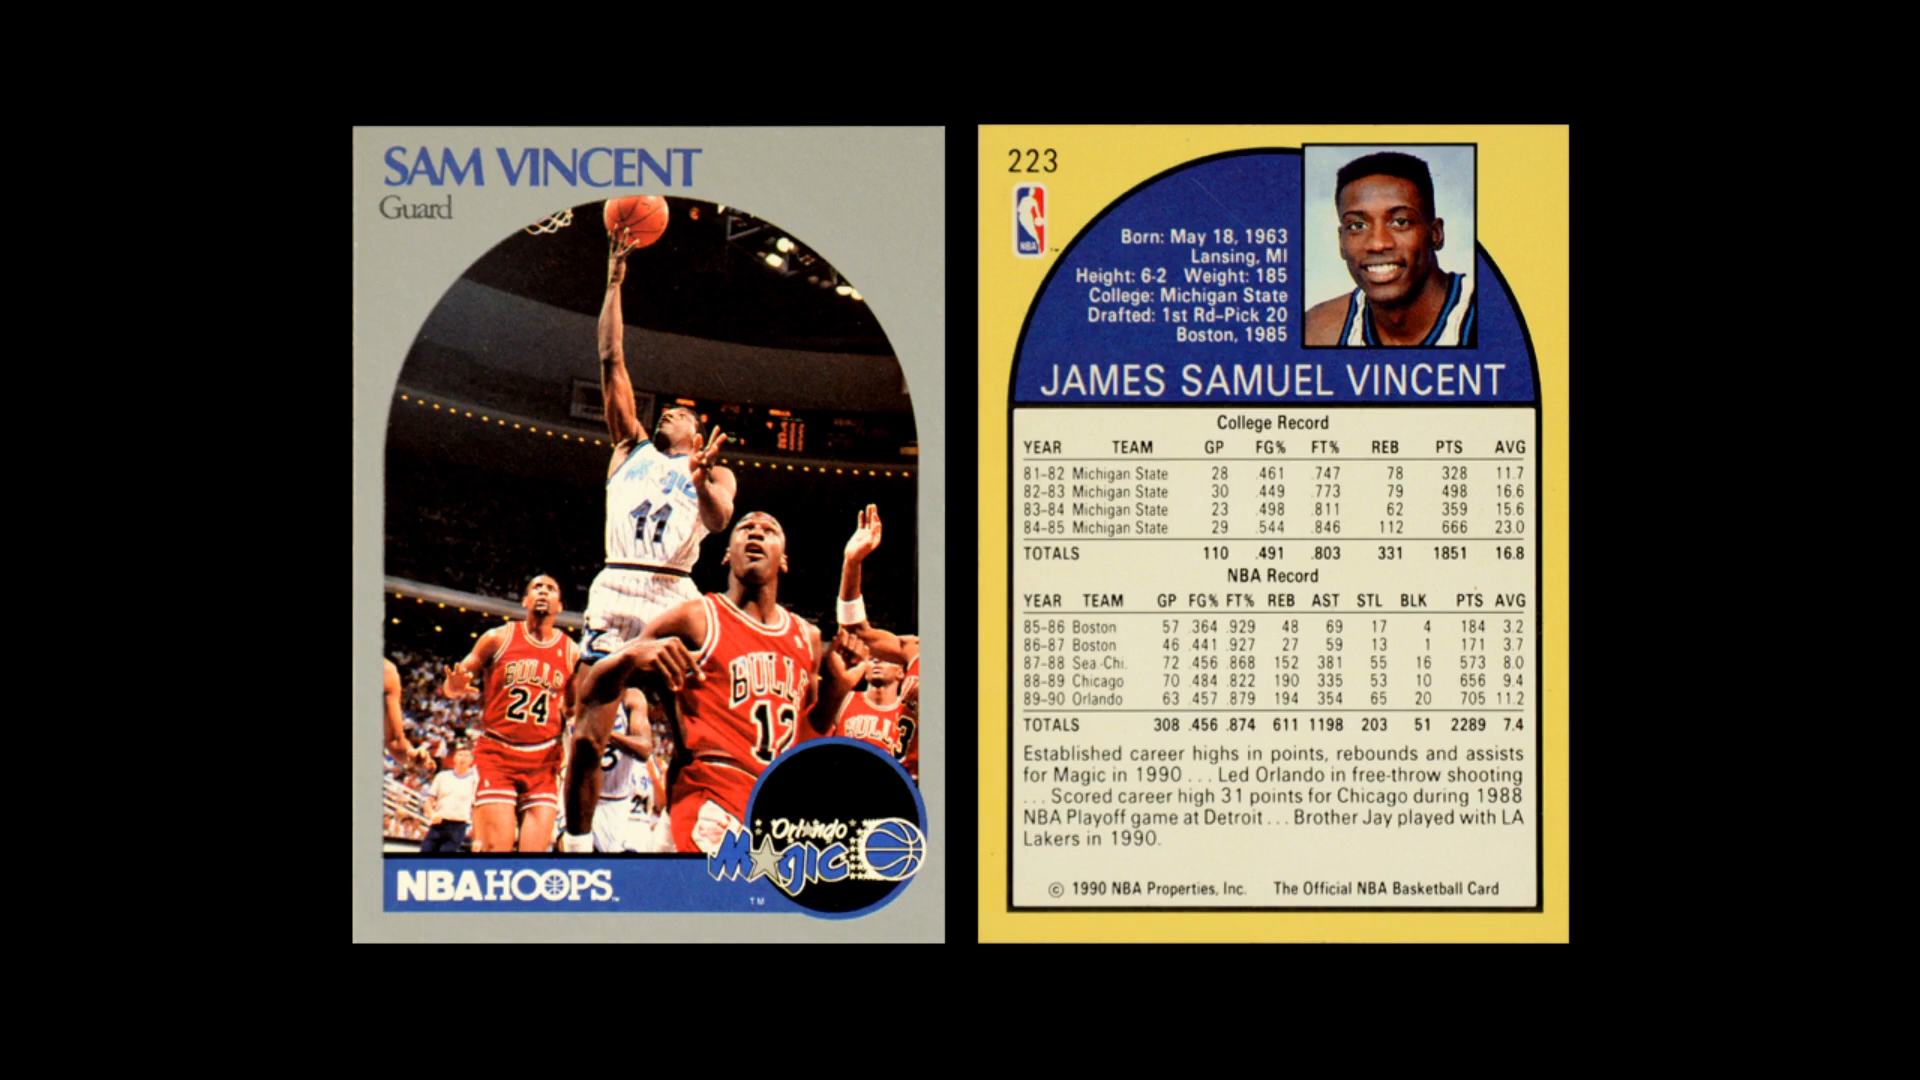 SAM VINCENT
Guard
11
BULLS
24
BULLS
12
BULLS
3
21
Orlando
MAGIC
NBA HOOPS
TM
223
NBA
Born: May 18, 1963
Lansing, MI
Height: 6-2 Weight: 185
College: Michigan State
Drafted: 1st Rd-Pick 20
Boston, 1985
JAMES SAMUEL VINCENT
College Record
YEAR TEAM GP FG% FT% REB PTS AVG
81-82 Michigan State 28 .461 .747 78 328 11.7
82-83 Michigan State 30 .449 .773 79 498 16.6
83-84 Michigan State 23 .498 .811 62 359 15.6
84-85 Michigan State 29 .544 .846 112 666 23.0
TOTALS 110 .491 .803 331 1851 16.8
NBA Record
YEAR TEAM GP FG% FT% REB AST STL BLK PTS AVG
85-86 Boston 57 .364 .929 48 69 17 4 184 3.2
86-87 Boston 46 .441 .927 27 59 13 1 171 3.7
87-88 Sea.-Chi. 72 .456 .868 152 381 55 16 573 8.0
88-89 Chicago 70 .484 .822 190 335 53 10 656 9.4
89-90 Orlando 63 .457 .879 194 354 65 20 705 11.2
TOTALS 308 .456 .874 611 1198 203 51 2289 7.4
Established career highs in points, rebounds and assists
for Magic in 1990 ... Led Orlando in free-throw shooting
... Scored career high 31 points for Chicago during 1988
NBA Playoff game at Detroit ... Brother Jay played with LA
Lakers in 1990.
© 1990 NBA Properties, Inc. The Official NBA Basketball Card